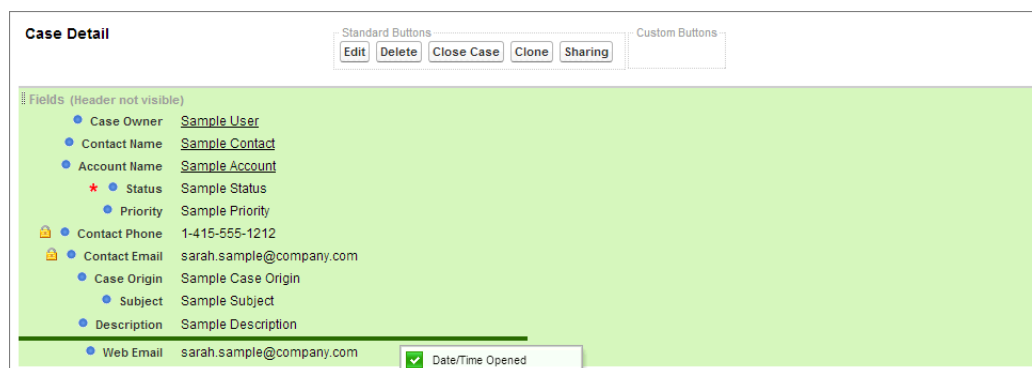 Case Detail
Standard Buttons
Edit Delete Close Case Clone Sharing
Custom Buttons
Fields (Header not visible)
Case Owner Sample User
Contact Name Sample Contact
Account Name Sample Account
* Status Sample Status
Priority Sample Priority
Contact Phone 1-415-555-1212
Contact Email sarah.sample@company.com
Case Origin Sample Case Origin
Subject Sample Subject
Description Sample Description
Web Email sarah.sample@company.com
Date/Time Opened